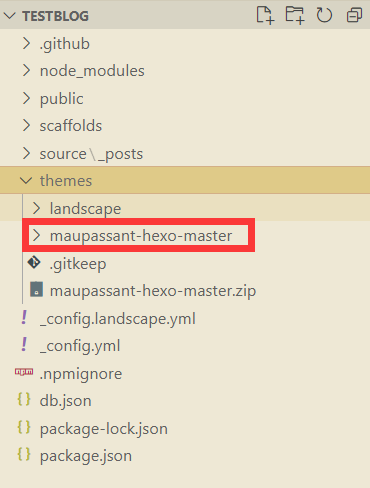 TESTBLOG
.github
node_modules
public
scaffolds
source\_posts
themes
landscape
maupassant-hexo-master
.gitkeep
maupassant-hexo-master.zip
_config.landscape.yml
_config.yml
.npmignore
db.json
package-lock.json
package.json